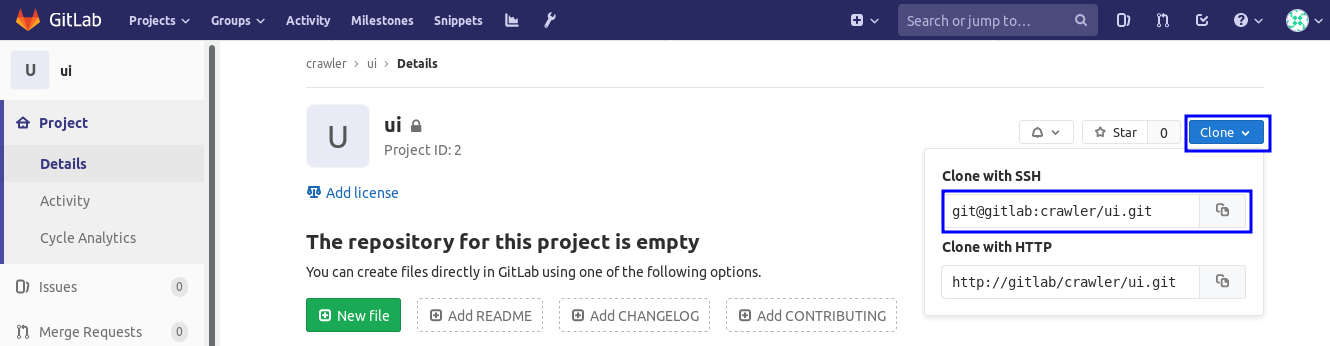 GitLab Projects Groups Activity Milestones Snippets Search or jump to…
U ui
Project
Details
Activity
Cycle Analytics
Issues 0
Merge Requests 0
crawler > ui > Details
U
ui
Project ID: 2
Star 0 Clone
Add license
Clone with SSH
git@gitlab:crawler/ui.git
Clone with HTTP
http://gitlab/crawler/ui.git
The repository for this project is empty
You can create files directly in GitLab using one of the following options.
New file Add README Add CHANGELOG Add CONTRIBUTING